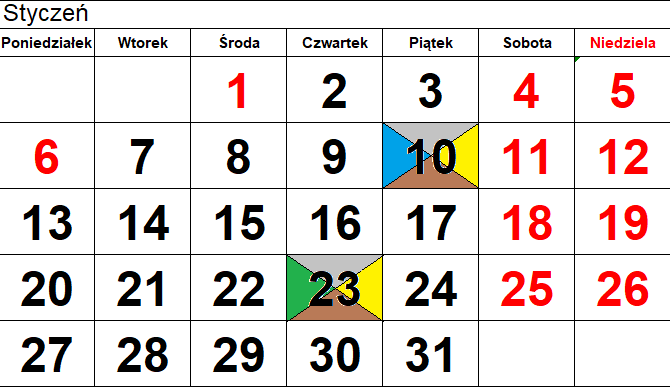 Styczeń
Poniedziałek Wtorek Środa Czwartek Piątek Sobota Niedziela
1 2 3 4 5
6 7 8 9 10 11 12
13 14 15 16 17 18 19
20 21 22 23 24 25 26
27 28 29 30 31